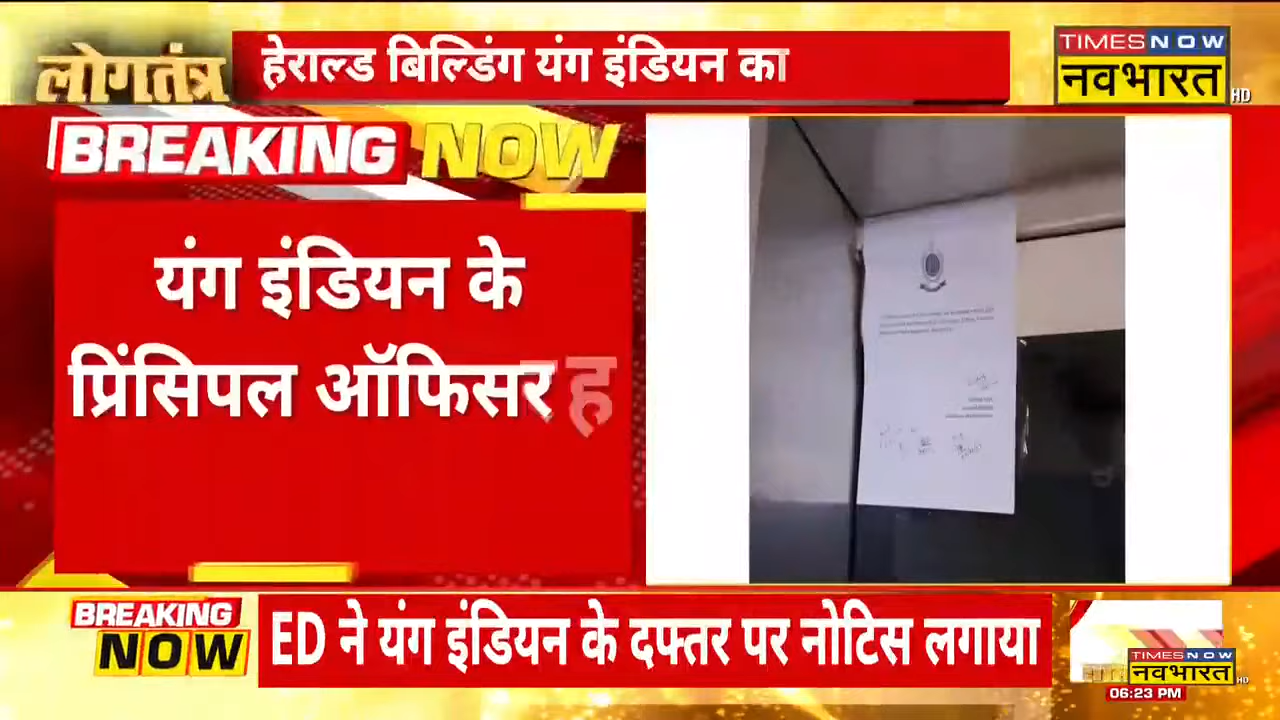 लोगतंत्र
हेराल्ड बिल्डिंग यंग इंडियन का
TIMES NOW
नवभारत
HD
BREAKING NOW
यंग इंडियन के
प्रिंसिपल ऑफिसर ह
BREAKING
NOW
ED ने यंग इंडियन के दफ्तर पर नोटिस लगाया
TIMES NOW
नवभारत
HD
06:23 PM